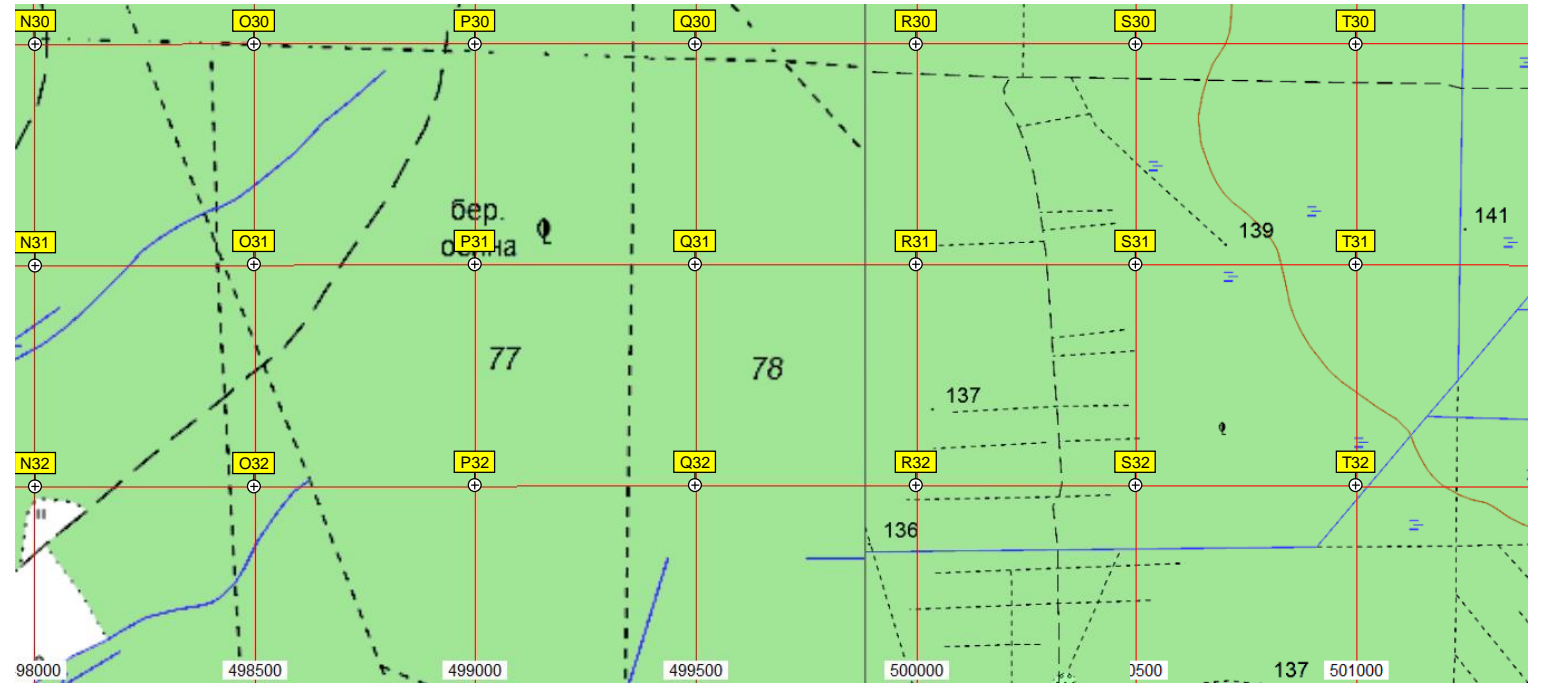 N30 O30 P30 Q30 R30 S30 T30
бер.
141
139
N31 O31 P31 Q31 R31 S31 T31
77 78
137
N32 O32 P32 Q32 R32 S32 T32
II
136
98000 498500 499000 499500 500000 0500 501000
137